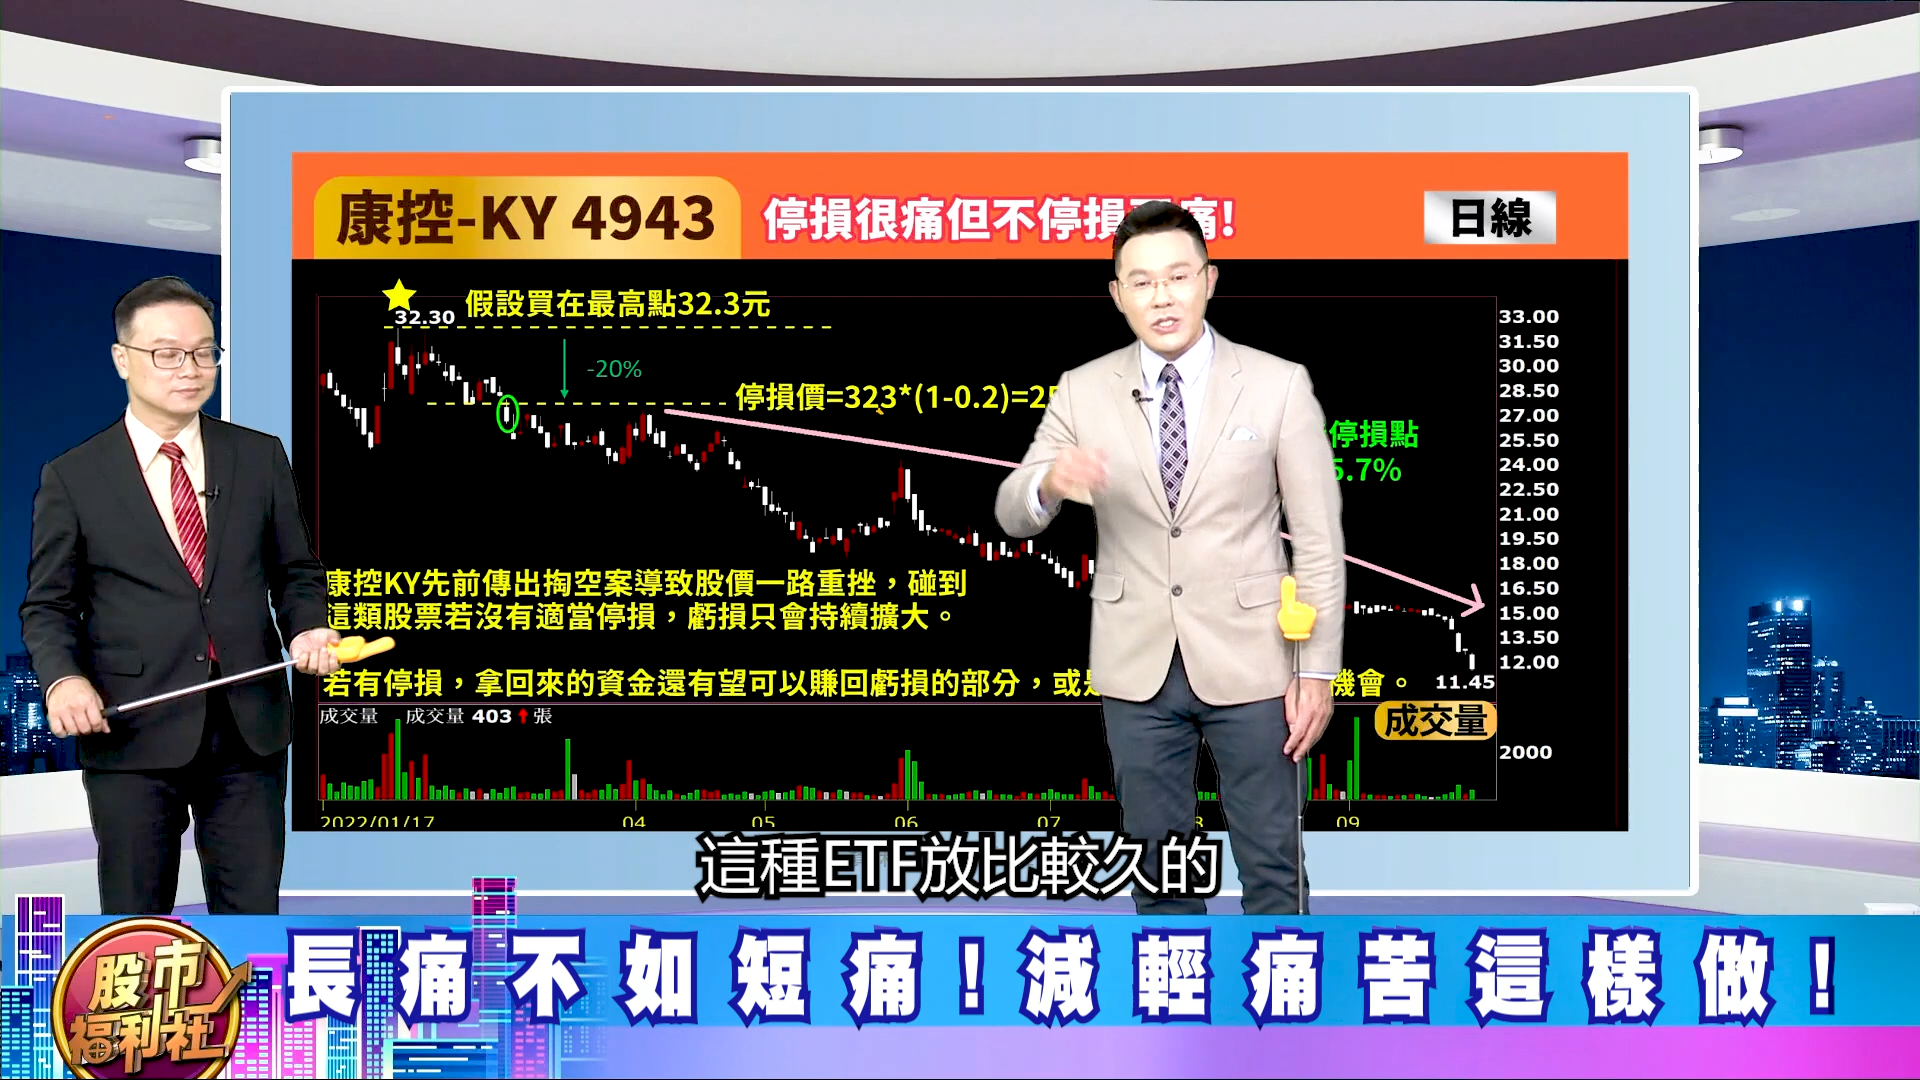 康控-KY 4943
停損很痛但不停損 痛!
日線
假設買在最高點32.3元
32.30
-20%
停損價=323*(1-0.2)=25
停損點
5.7%
33.00
31.50
30.00
28.50
27.00
25.50
24.00
22.50
21.00
19.50
18.00
16.50
15.00
13.50
12.00
康控KY先前傳出掏空案導致股價一路重挫，碰到
這類股票若沒有適當停損，虧損只會持續擴大。
若有停損，拿回來的資金還有望可以賺回虧損的部分，或 機會。
11.45
成交量 成交量 403 張
成交量
2000
2022/01/17 04 05 06 07 8 09
這種ETF放比較久的
股市
福利社
長痛不如短痛！減輕痛苦這樣做！